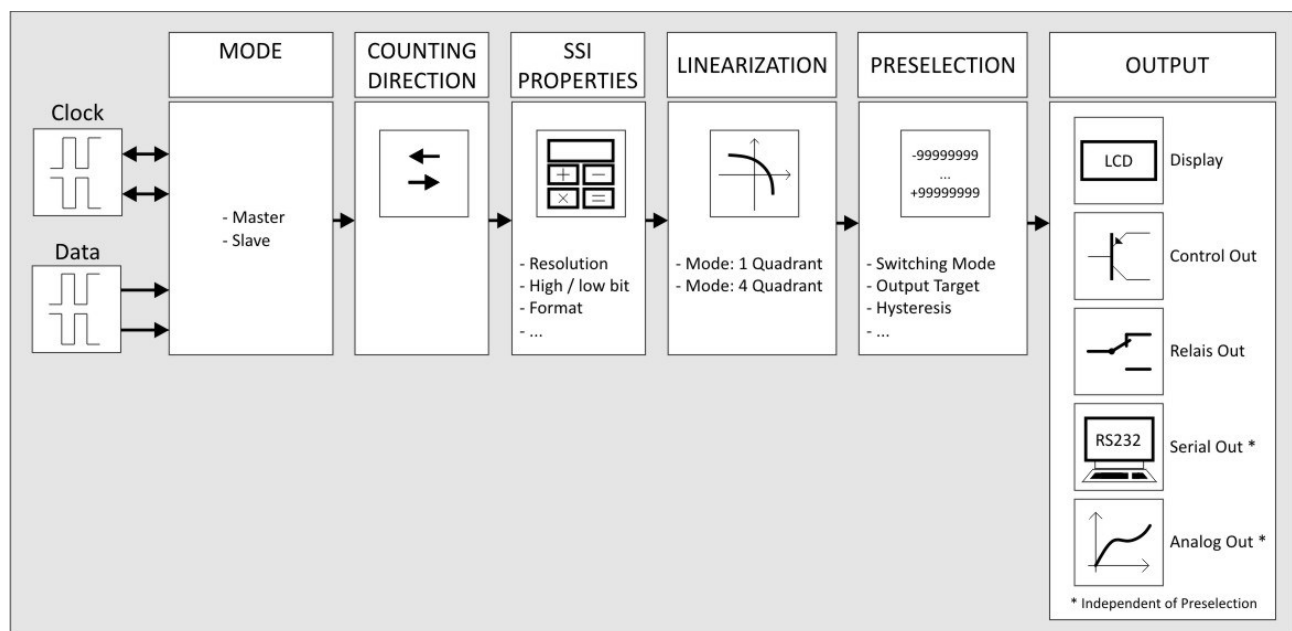 MODE
COUNTING
DIRECTION
SSI
PROPERTIES
LINEARIZATION
PRESELECTION
OUTPUT
Clock
Data
- Master
- Slave
- Resolution
- High / low bit
- Format
- ...
- Mode: 1 Quadrant
- Mode: 4 Quadrant
-99999999
...
+99999999
- Switching Mode
- Output Target
- Hysteresis
- ...
LCD
Display
Control Out
Relais Out
RS232
Serial Out *
Analog Out *
* Independent of Preselection